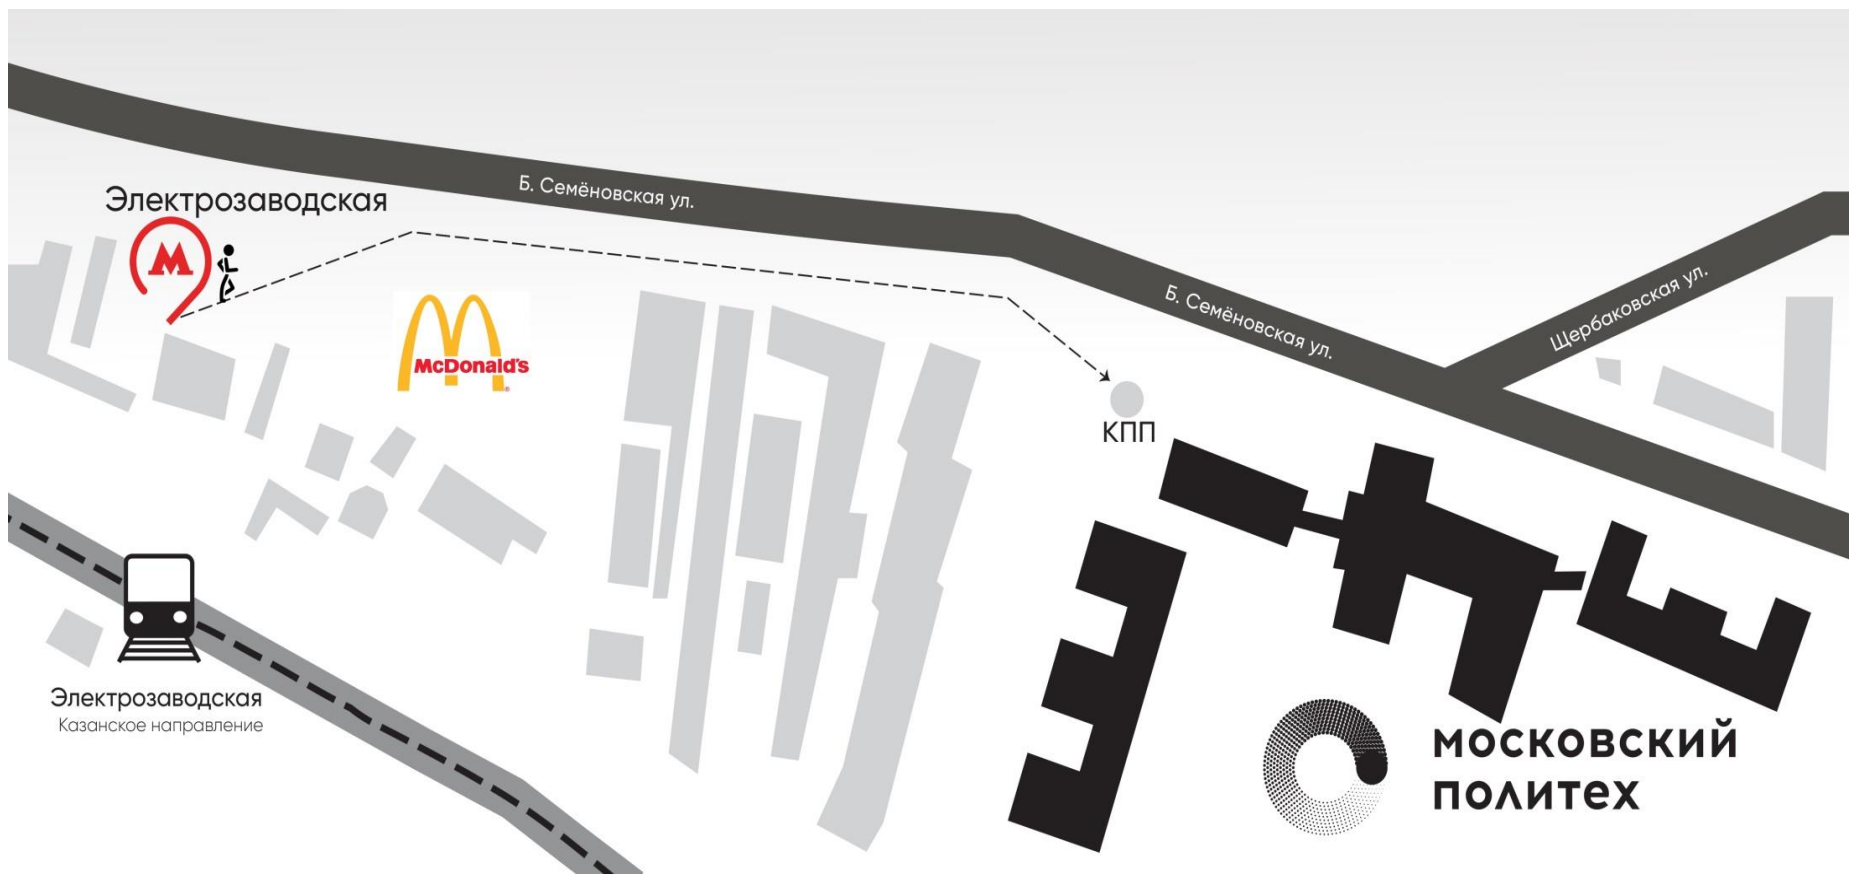 Электрозаводская
М
Б. Семёновская ул.
Б. Семёновская ул.
Щербаковская ул.
McDonald's
®
КПП
Электрозаводская
Казанское направление
МОСКОВСКИЙ
ПОЛИТЕХ